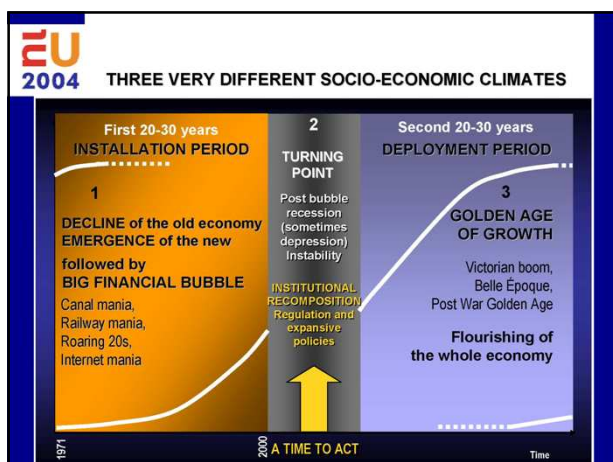 nu
2004
THREE VERY DIFFERENT SOCIO-ECONOMIC CLIMATES
First 20-30 years
INSTALLATION PERIOD
1
DECLINE of the old economy
EMERGENCE of the new
followed by
BIG FINANCIAL BUBBLE
Canal mania,
Railway mania,
Roaring 20s,
Internet mania
2
TURNING
POINT
Post bubble
recession
(sometimes
depression)
Instability
INSTITUTIONAL
RECOMPOSITION
Regulation and
expansive
policies
Second 20-30 years
DEPLOYMENT PERIOD
3
GOLDEN AGE
OF GROWTH
Victorian boom,
Belle Époque,
Post War Golden Age
Flourishing of
the whole economy
1971
2000
A TIME TO ACT
Time